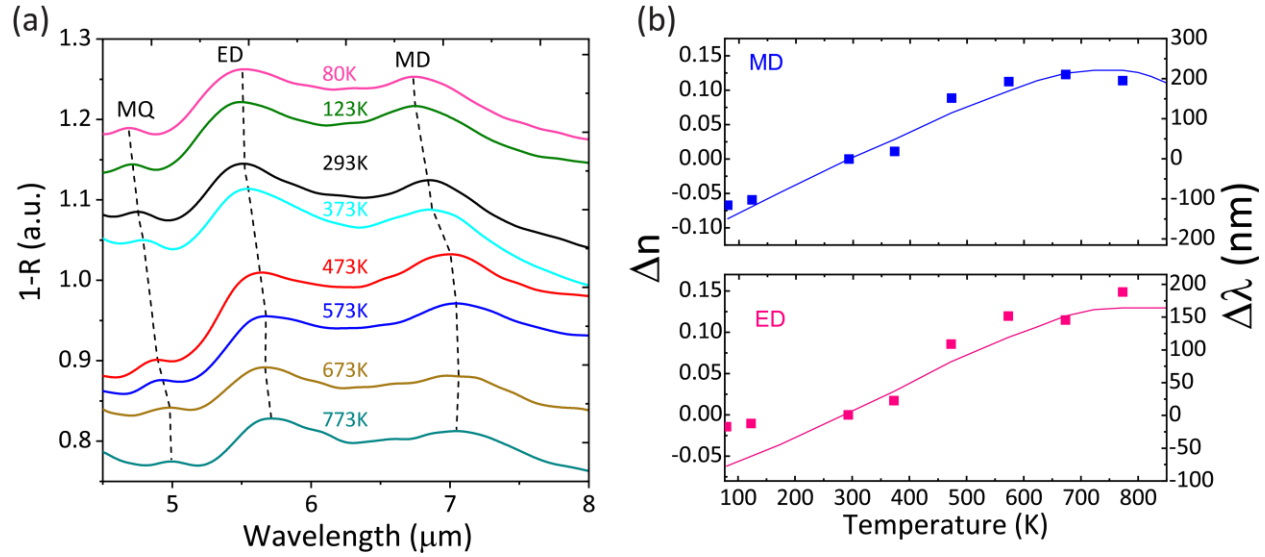 (a)
1.3
1.2
1.1
1.0
0.9
0.8
1-R (a.u.)
MQ
ED
MD
80K
123K
293K
373K
473K
573K
673K
773K
5 6 7 8
Wavelength (μm)
(b)
MD
0.15
0.10
0.05
0.00
-0.05
-0.10
300
200
100
0
-100
-200
Δn
Δλ (nm)
ED
0.15
0.10
0.05
0.00
-0.05
200
150
100
50
0
-50
-100
100 200 300 400 500 600 700 800
Temperature (K)